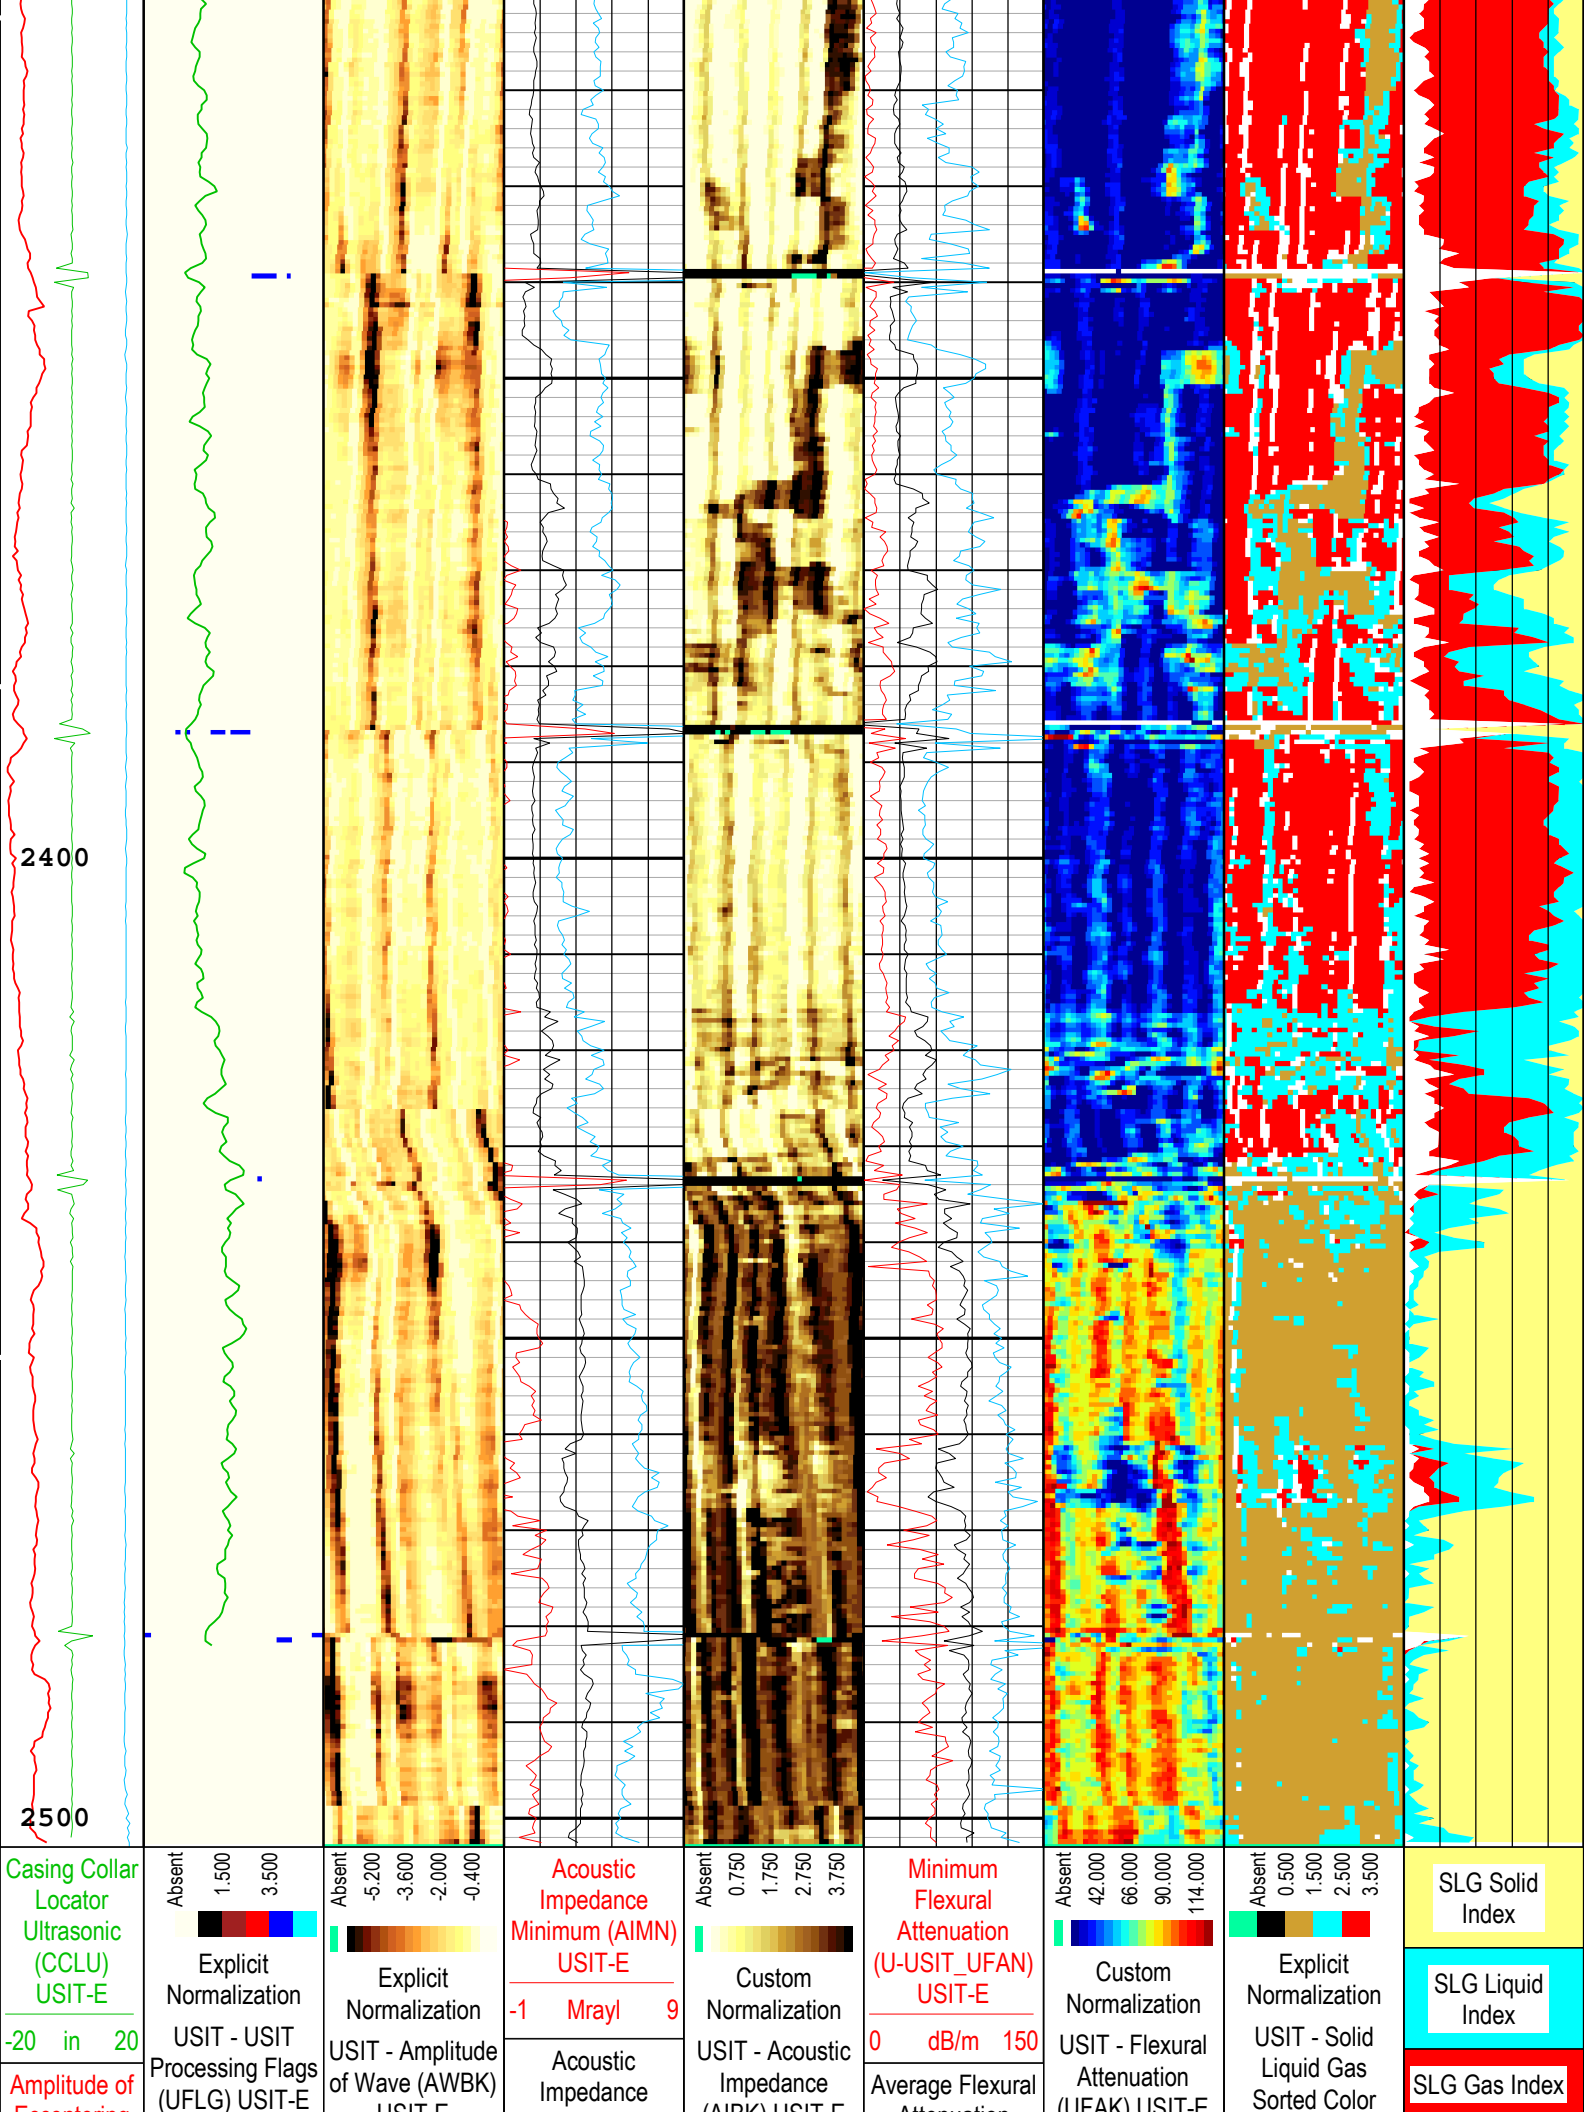 2400
2500
Casing Collar
Locator
Ultrasonic
(CCLU)
USIT-E
-20 in 20
Amplitude of
Absent
1.500
3.500
Explicit
Normalization
USIT - USIT
Processing Flags
(UFLG) USIT-E
Absent
-5.200
-3.600
-2.000
-0.400
Explicit
Normalization
USIT - Amplitude
of Wave (AWBK)
USIT-E
Acoustic
Impedance
Minimum (AIMN)
USIT-E
-1 Mrayl 9
Acoustic
Impedance
Absent
0.750
1.750
2.750
3.750
Custom
Normalization
USIT - Acoustic
Impedance
(AIBK) USIT-E
Minimum
Flexural
Attenuation
(U-USIT_UFAN)
USIT-E
0 dB/m 150
Average Flexural
Attenuation
Absent
42.000
66.000
90.000
114.000
Custom
Normalization
USIT - Flexural
Attenuation
(UFAK) USIT-E
Absent
0.500
1.500
2.500
3.500
Explicit
Normalization
USIT - Solid
Liquid Gas
Sorted Color
SLG Solid
Index
SLG Liquid
Index
SLG Gas Index